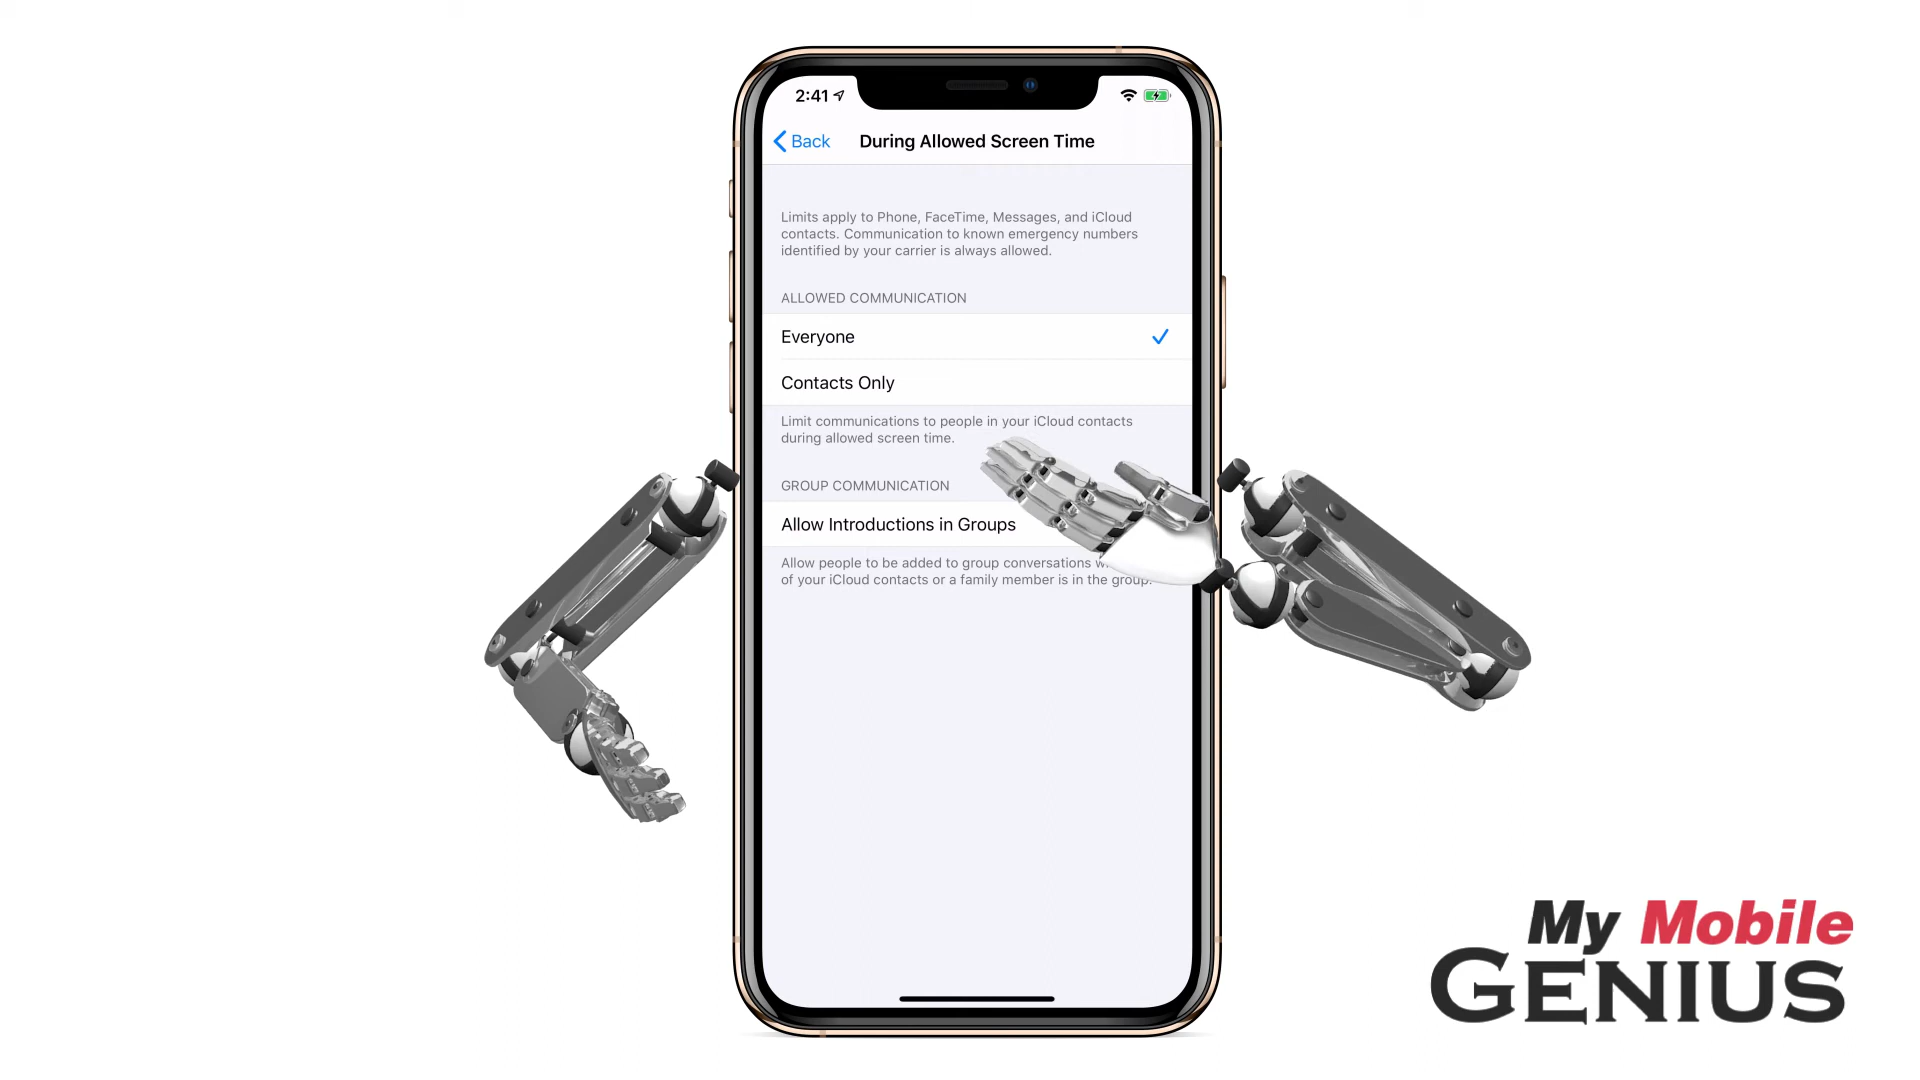 2:41
Back
During Allowed Screen Time
Limits apply to Phone, FaceTime, Messages, and iCloud
contacts. Communication to known emergency numbers
identified by your carrier is always allowed.
ALLOWED COMMUNICATION
Everyone
Contacts Only
Limit communications to people in your iCloud contacts
during allowed screen time.
GROUP COMMUNICATION
Allow Introductions in Groups
Allow people to be added to group conversations
of your iCloud contacts or a family member is in the group.
My Mobile
GENIUS